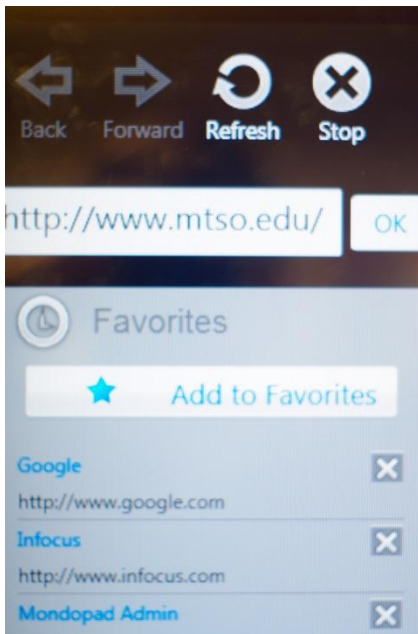 Back Forward Refresh Stop
http://www.mtso.edu/ OK
Favorites
Add to Favorites
Google
http://www.google.com
Infocus
http://www.infocus.com
Mondopad Admin